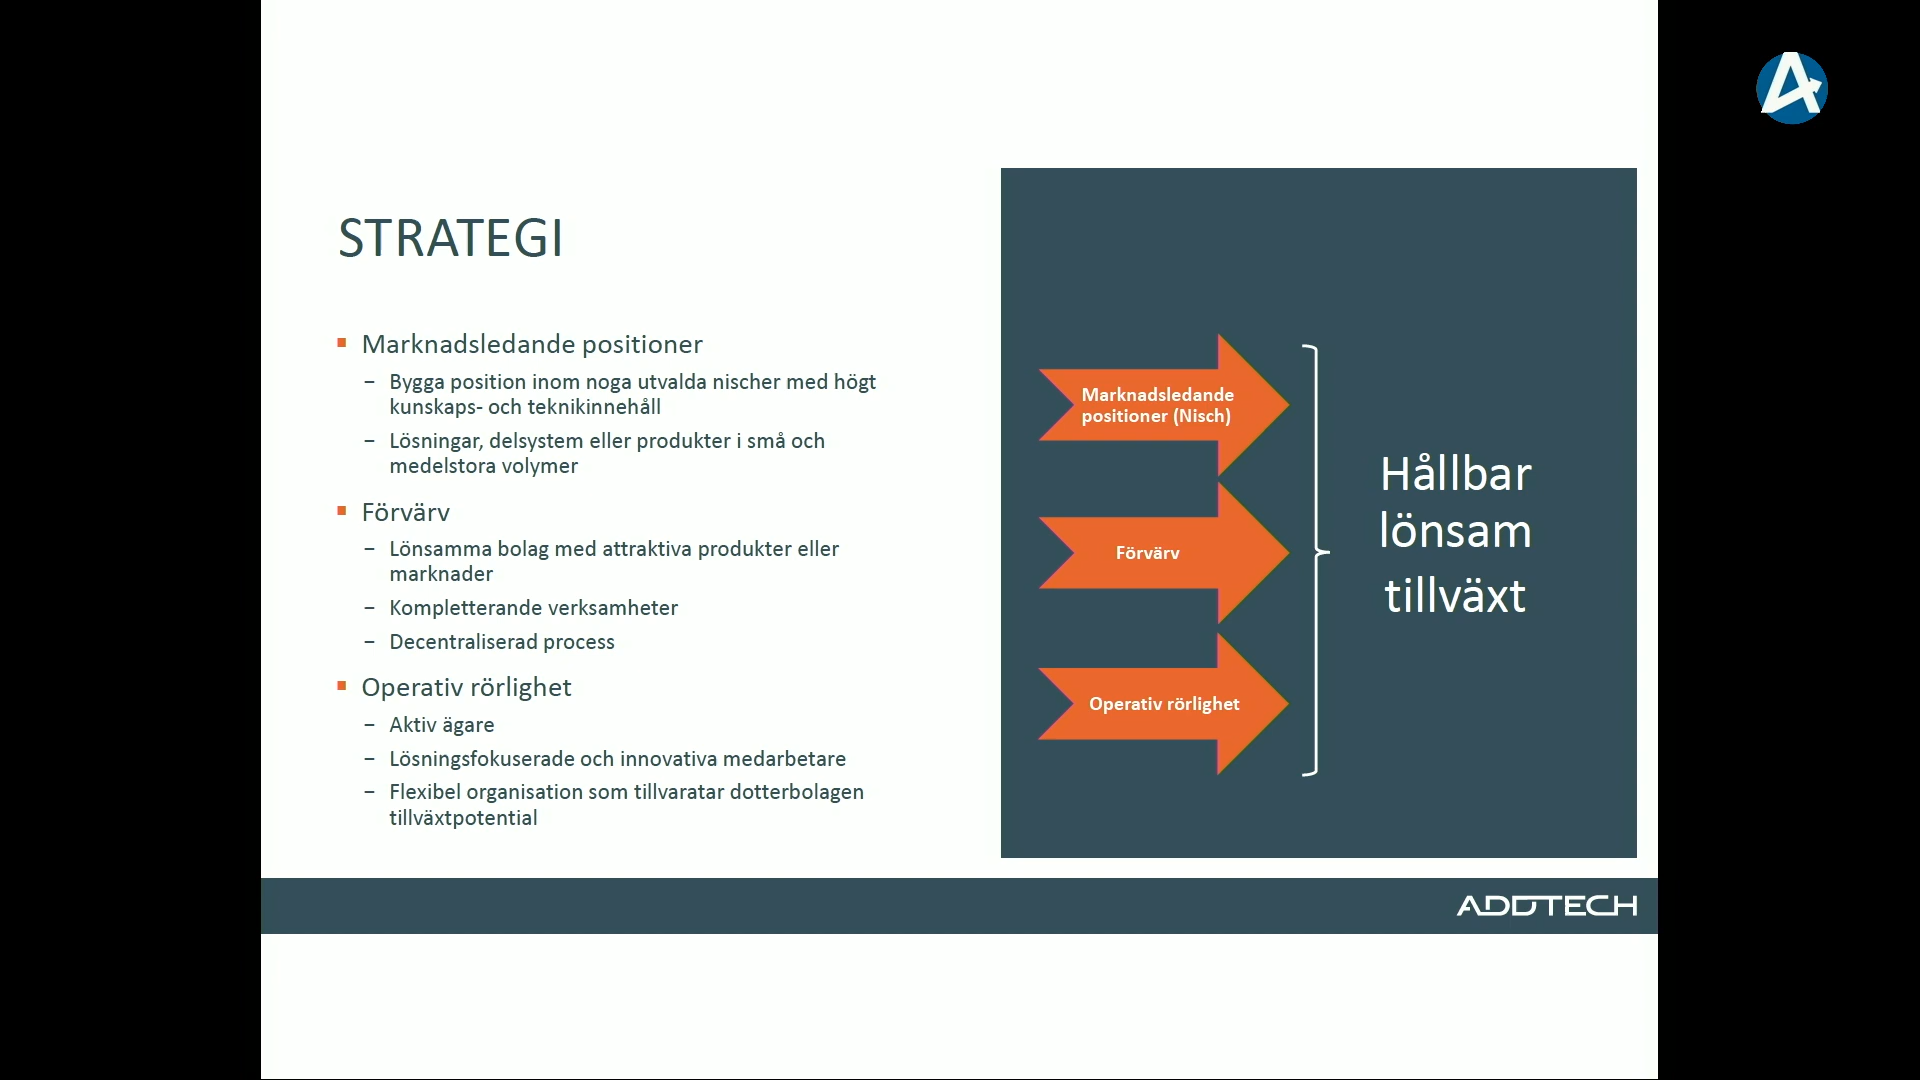 STRATEGI
▪ Marknadsledande positioner
– Bygga position inom noga utvalda nischer med högt
kunskaps- och teknikinnehåll
– Lösningar, delsystem eller produkter i små och
medelstora volymer
▪ Förvärv
– Lönsamma bolag med attraktiva produkter eller
marknader
– Kompletterande verksamheter
– Decentraliserad process
▪ Operativ rörlighet
– Aktiv ägare
– Lösningsfokuserade och innovativa medarbetare
– Flexibel organisation som tillvaratar dotterbolagen
tillväxtpotential
Marknadsledande
positioner (Nisch)
Förvärv
Operativ rörlighet
Hållbar
lönsam
tillväxt
ADDTECH